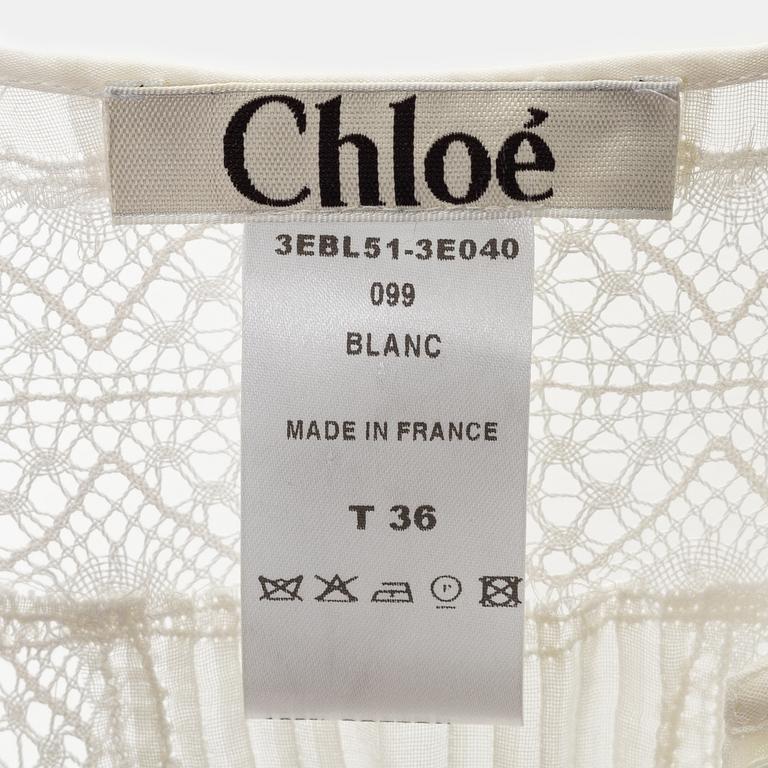 Chloé
3EBL51-3E040
099
BLANC
MADE IN FRANCE
T 36
P